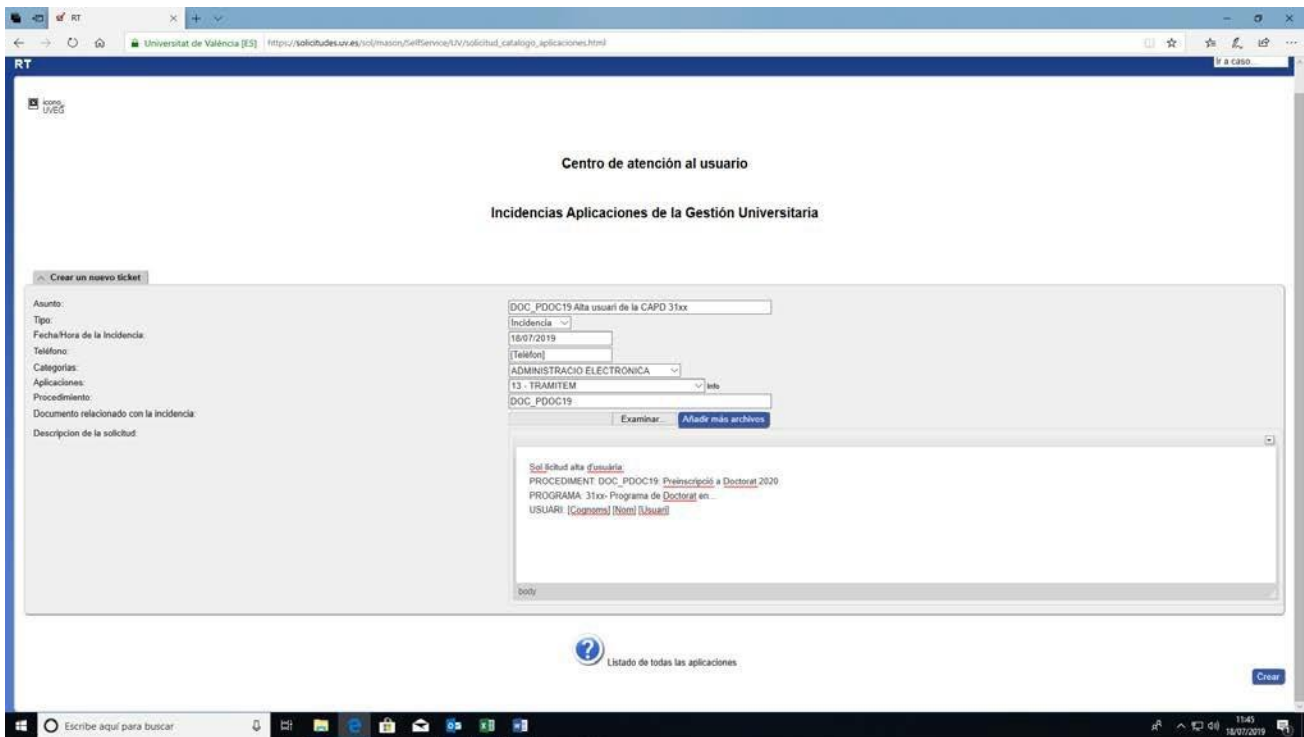 RT
Universitat de València [ES] https://solicitudes.uv.es/sol/mason/SelfService/UV/solicitud_catalogo_aplicaciones.html
RT
Ir a caso...
icono UVEG
Centro de atención al usuario
Incidencias Aplicaciones de la Gestión Universitaria
Crear un nuevo ticket
Asunto: DOC_PDOC19 Alta usuari de la CAPD 31xx
Tipo: Incidencia
Fecha/Hora de la Incidencia: 18/07/2019
Teléfono: [Telèfon]
Categorías: ADMINISTRACIO ELECTRONICA
Aplicaciones: 13 - TRAMITEM Info
Procedimiento: DOC_PDOC19
Documento relacionado con la incidencia: Examinar... Añadir más archivos
Descripcion de la solicitud:
Sol·licitud alta d'usuària:
PROCEDIMENT: DOC_PDOC19: Preinscripció a Doctorat 2020
PROGRAMA: 31xx- Programa de Doctorat en...
USUARI: [Cognoms] [Nom] [Usuari]
body
Listado de todas las aplicaciones
Crear
Escribe aquí para buscar
11:45
18/07/2019